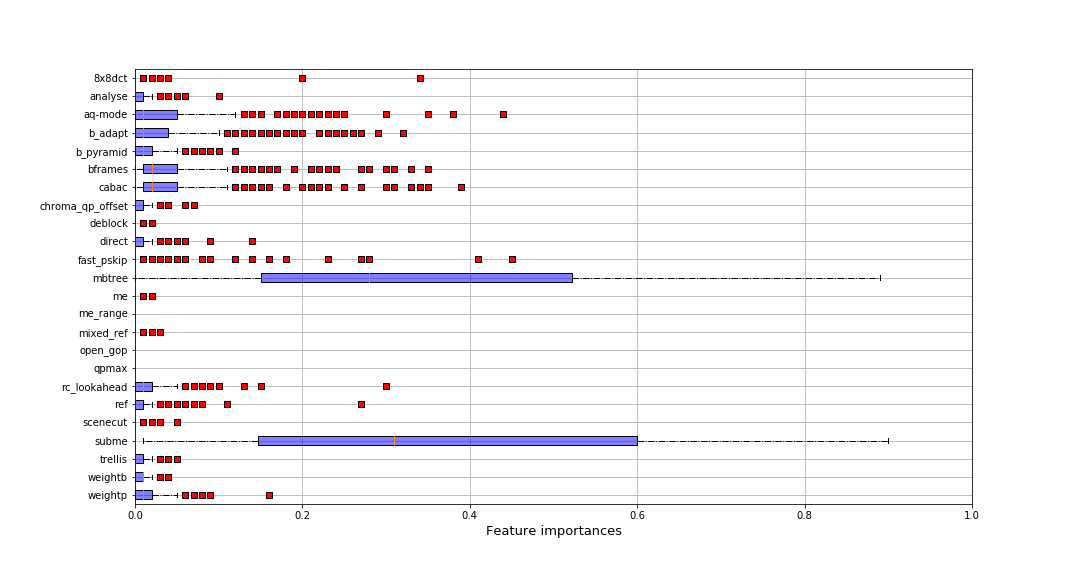 8x8dct
analyse
aq-mode
b_adapt
b_pyramid
bframes
cabac
chroma_qp_offset
deblock
direct
fast_pskip
mbtree
me
me_range
mixed_ref
open_gop
qpmax
rc_lookahead
ref
scenecut
subme
trellis
weightb
weightp
0.0 0.2 0.4 0.6 0.8 1.0
Feature importances